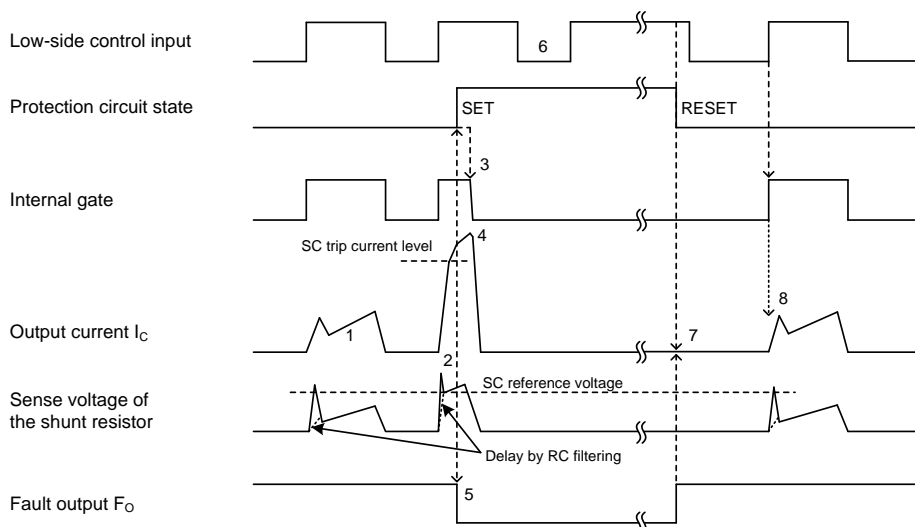 Low-side control input
6
Protection circuit state
SET
RESET
3
Internal gate
SC trip current level
4
Output current I_C
1
7
8
2
SC reference voltage
Sense voltage of
the shunt resistor
Delay by RC filtering
5
Fault output F_O